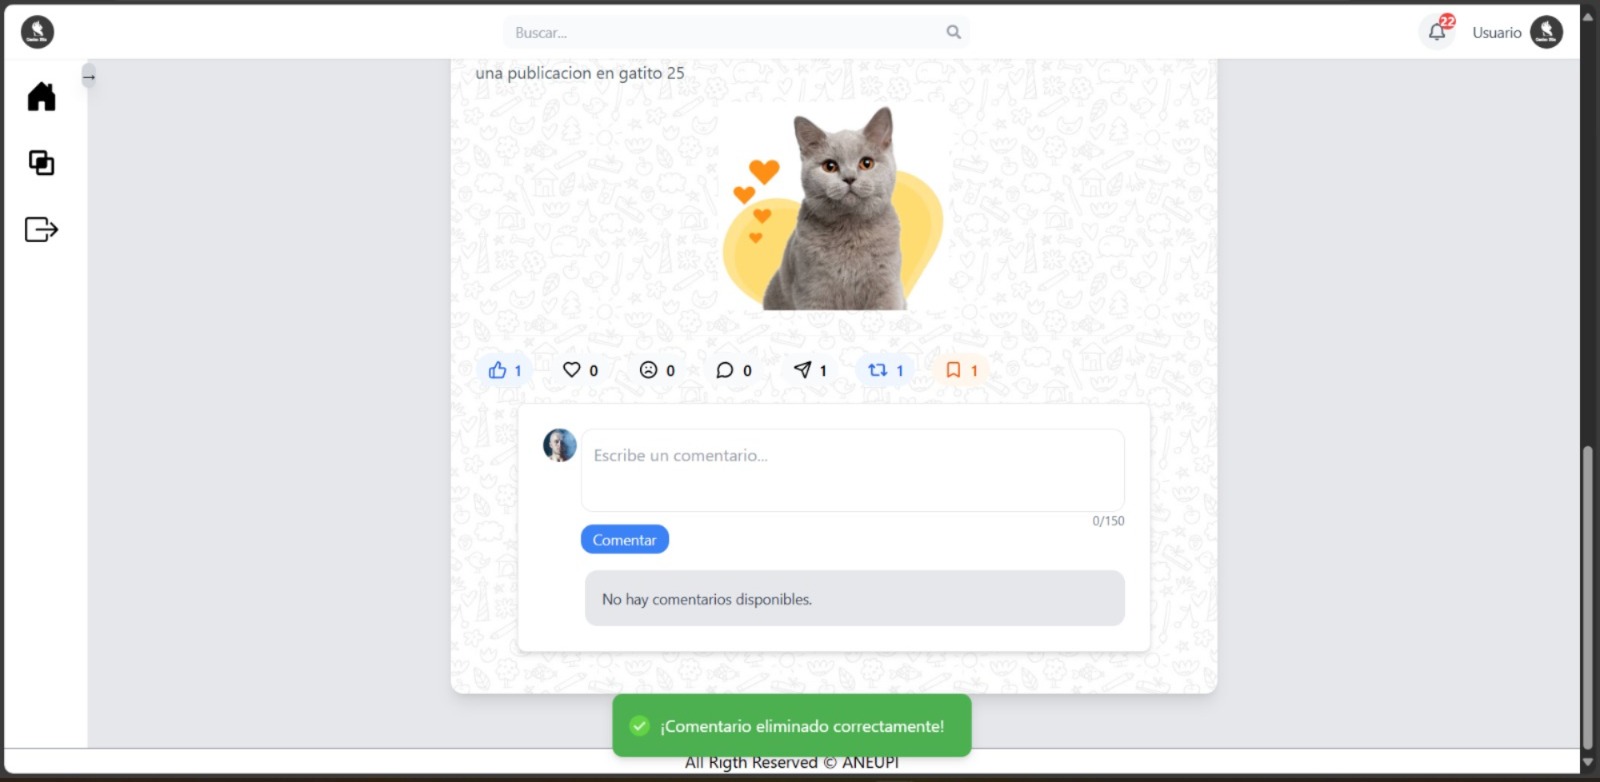 Buscar...
22
Usuario
una publicacion en gatito 25
1 0 0 0 1 1 1
Escribe un comentario...
0/150
Comentar
No hay comentarios disponibles.
¡Comentario eliminado correctamente!
All Rigth Reserved © ANEUPI